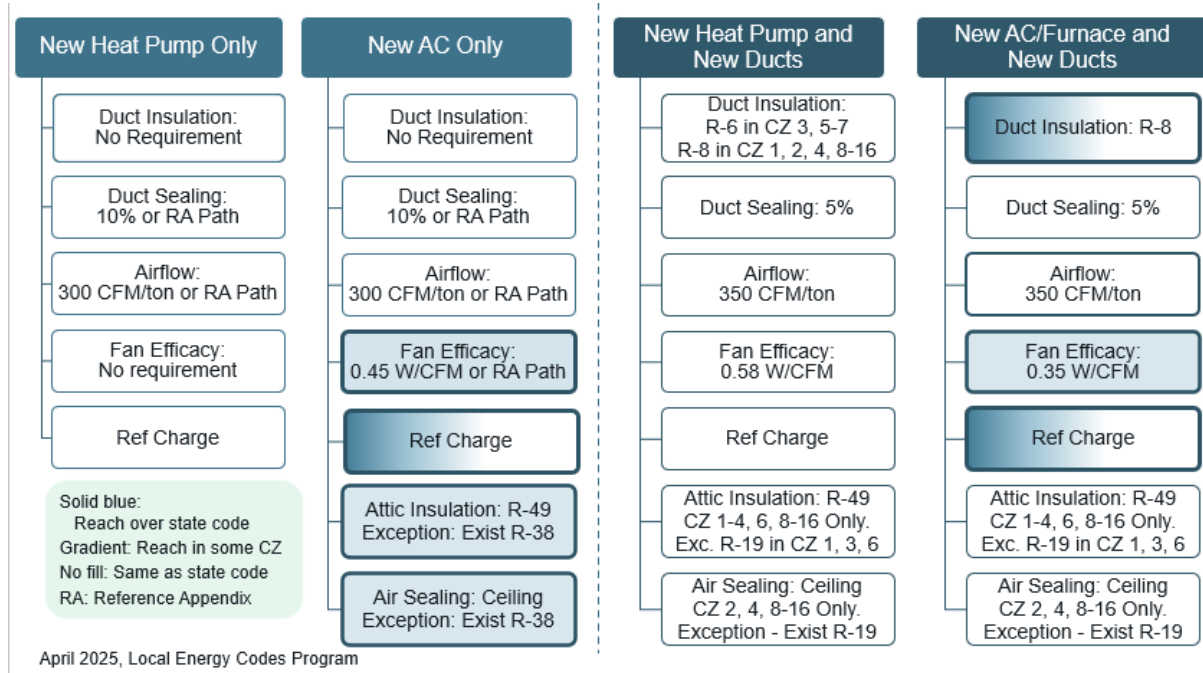 New Heat Pump Only
Duct Insulation:
No Requirement
Duct Sealing:
10% or RA Path
Airflow:
300 CFM/ton or RA Path
Fan Efficacy:
No requirement
Ref Charge
Solid blue:
Reach over state code
Gradient: Reach in some CZ
No fill: Same as state code
RA: Reference Appendix
New AC Only
Duct Insulation:
No Requirement
Duct Sealing:
10% or RA Path
Airflow:
300 CFM/ton or RA Path
Fan Efficacy:
0.45 W/CFM or RA Path
Ref Charge
Attic Insulation: R-49
Exception: Exist R-38
Air Sealing: Ceiling
Exception: Exist R-38
New Heat Pump and
New Ducts
Duct Insulation:
R-6 in CZ 3, 5-7
R-8 in CZ 1, 2, 4, 8-16
Duct Sealing: 5%
Airflow:
350 CFM/ton
Fan Efficacy:
0.58 W/CFM
Ref Charge
Attic Insulation: R-49
CZ 1-4, 6, 8-16 Only.
Exc. R-19 in CZ 1, 3, 6
Air Sealing: Ceiling
CZ 2, 4, 8-16 Only.
Exception - Exist R-19
New AC/Furnace and
New Ducts
Duct Insulation: R-8
Duct Sealing: 5%
Airflow:
350 CFM/ton
Fan Efficacy:
0.35 W/CFM
Ref Charge
Attic Insulation: R-49
CZ 1-4, 6, 8-16 Only.
Exc. R-19 in CZ 1, 3, 6
Air Sealing: Ceiling
CZ 2, 4, 8-16 Only.
Exception - Exist R-19
April 2025, Local Energy Codes Program